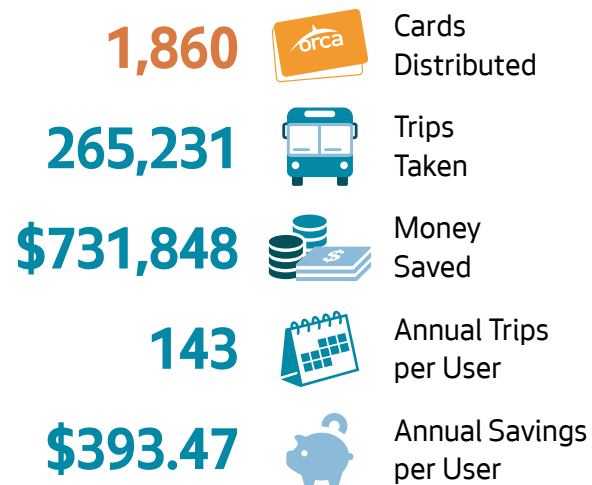 1,860
orca
Cards
Distributed
265,231
Trips
Taken
$731,848
$
Money
Saved
143
Annual Trips
per User
$393.47
Annual Savings
per User